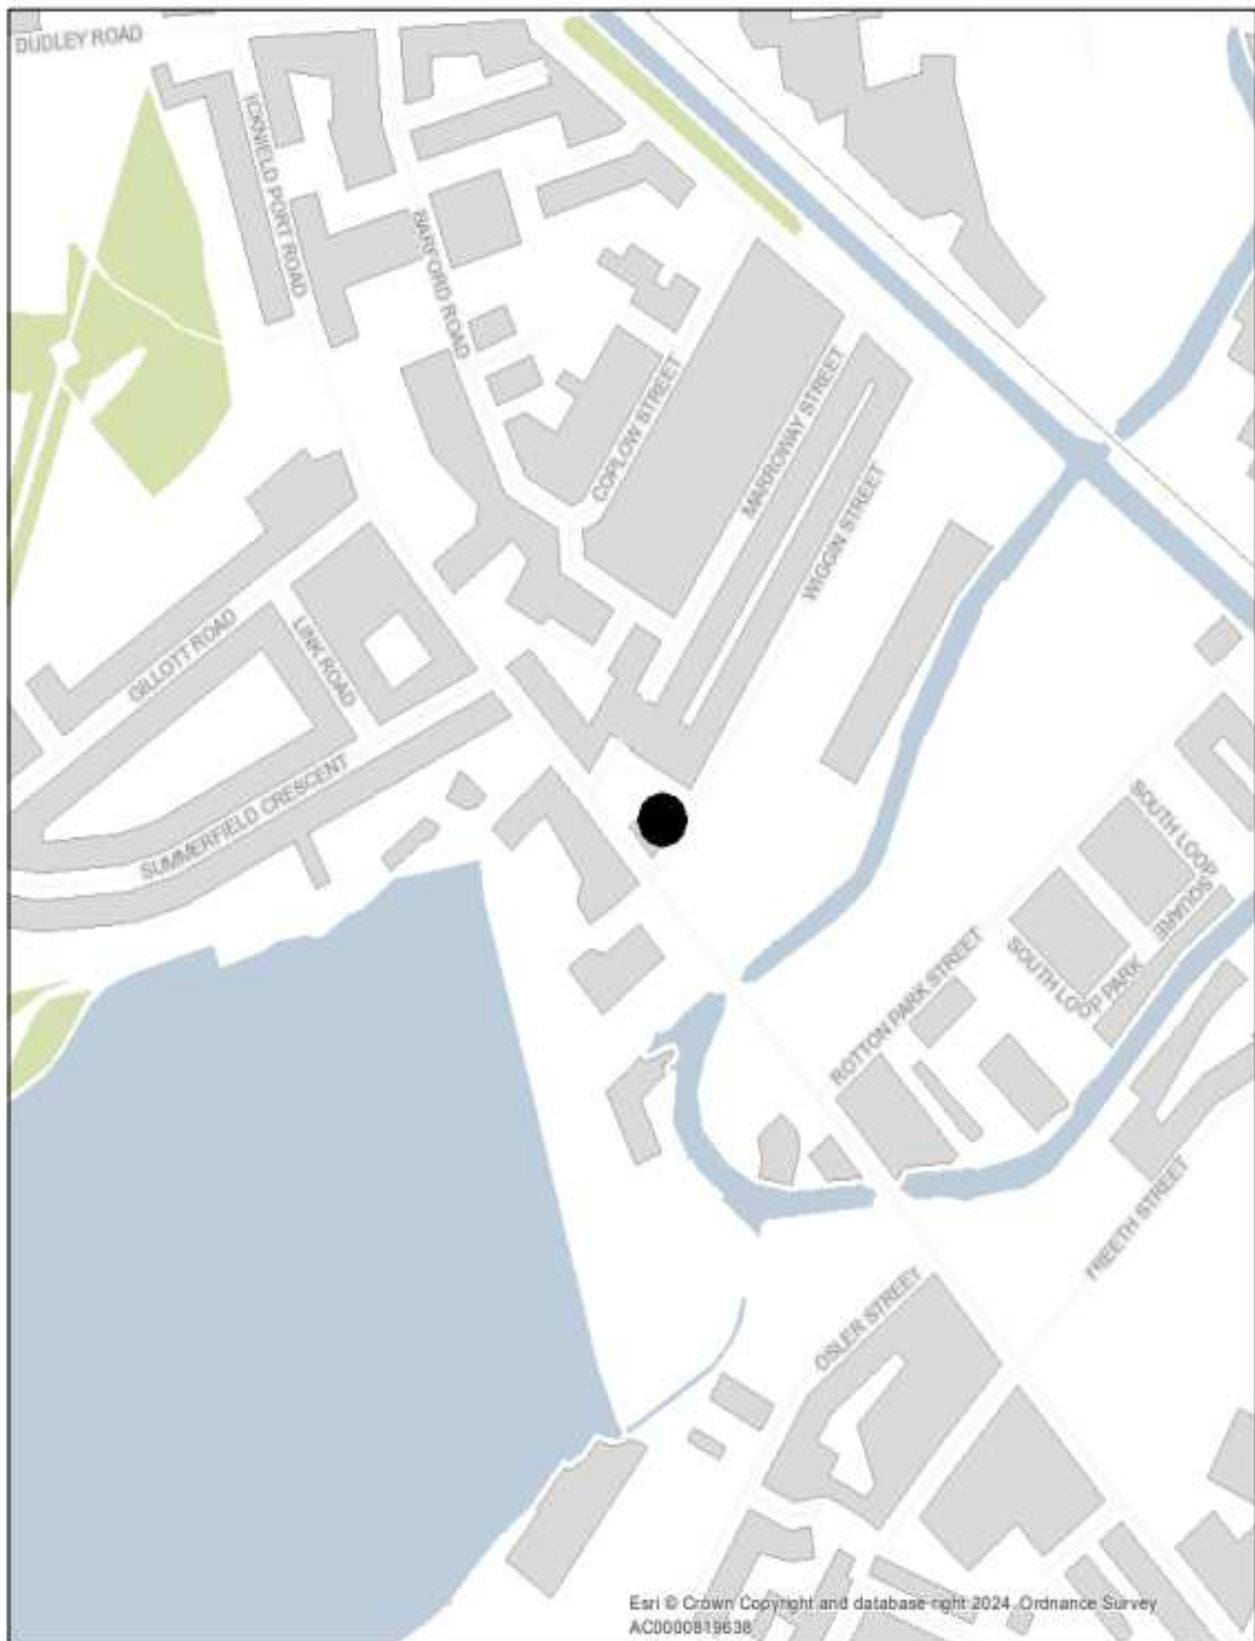 DUDLEY ROAD
ICKNIELD PORT ROAD
BARFORD ROAD
COPLOW STREET
MARROWAY STREET
WIGGIN STREET
GILLOTT ROAD
LINK ROAD
SUMMERFIELD CRESCENT
SOUTH LOOP
SQUARE
SOUTH LOOP PARK
ROTTON PARK STREET
FREETH STREET
OSLER STREET
Esri © Crown Copyright and database right 2024. Ordnance Survey
AC0000819638